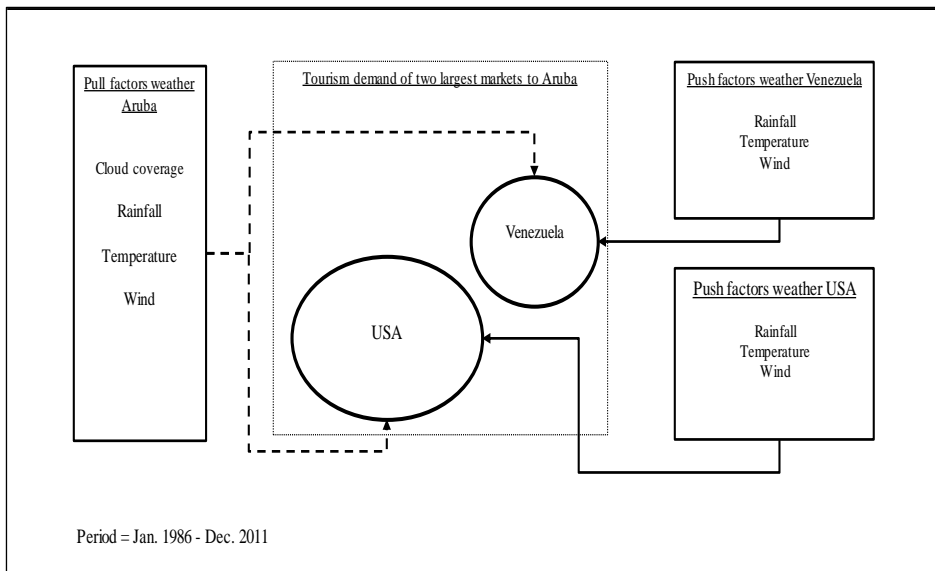 Pull factors weather
Aruba
Cloud coverage
Rainfall
Temperature
Wind
Tourism demand of two largest markets to Aruba
Venezuela
USA
Push factors weather Venezuela
Rainfall
Temperature
Wind
Push factors weather USA
Rainfall
Temperature
Wind
Period = Jan. 1986 - Dec. 2011